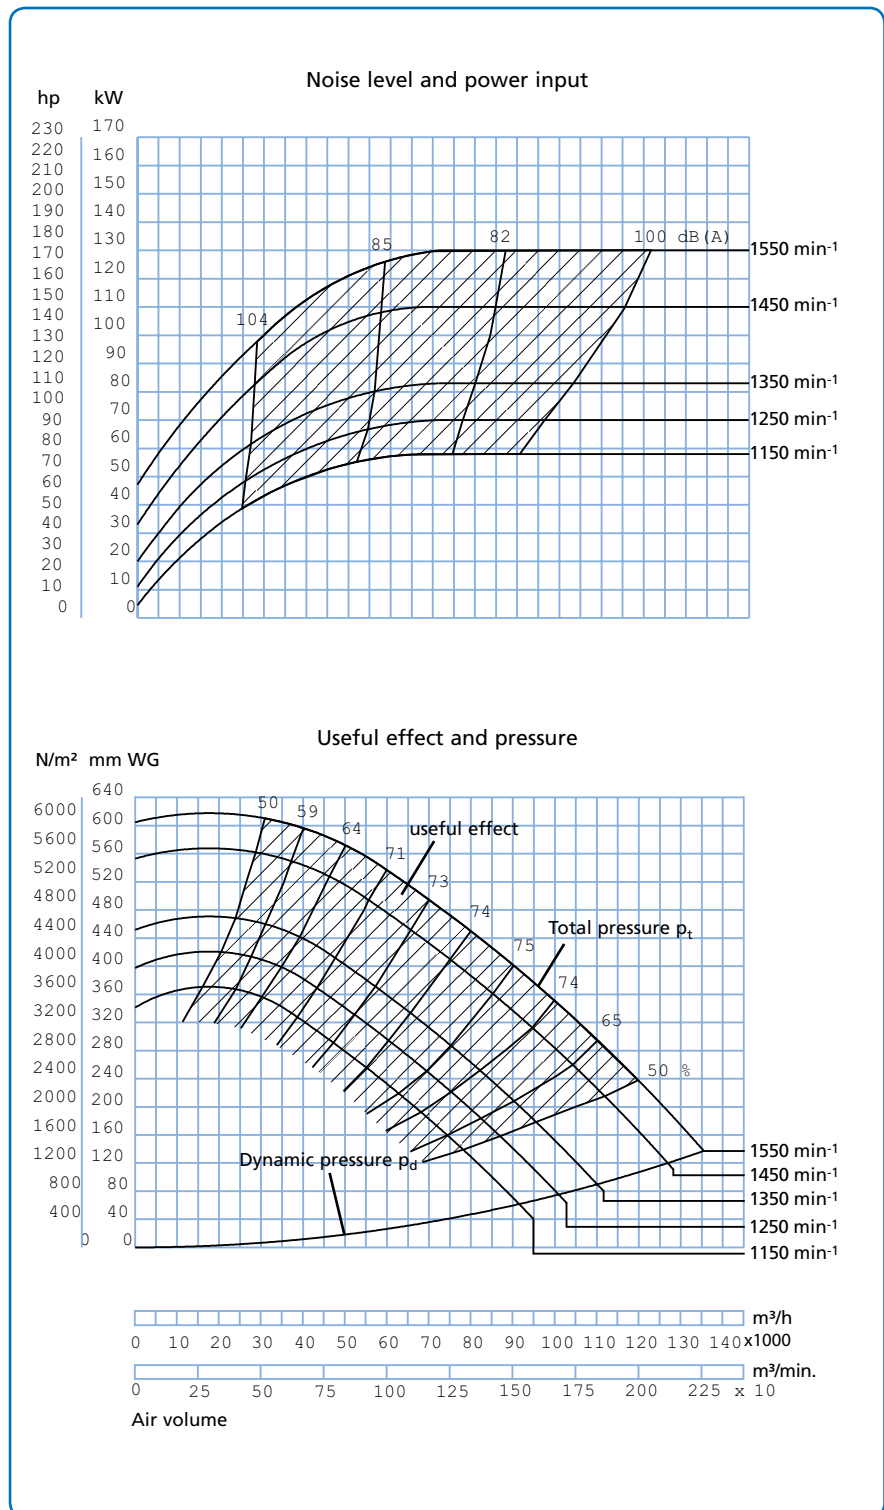 Noise level and power input
hp kW
230 170
220
210 160
200 150
190
180 140
170 130
160 120
150 110
140
130 100
120 90
110 80
100
90 70
80 60
70 50
60
50 40
40 30
30
20 20
10 10
0 0
104
85
82
100 dB(A)
1550 min-1
1450 min-1
1350 min-1
1250 min-1
1150 min-1
Useful effect and pressure
N/m² mm WG
640
6000 600
5600 560
5200 520
4800 480
4400 440
4000 400
3600 360
3200 320
2800 280
2400 240
2000 200
1600 160
1200 120
800 80
400 40
0 0
50
59
64
useful effect
71
73
74
Total pressure pt
75
74
65
50 %
Dynamic pressure pd
1550 min-1
1450 min-1
1350 min-1
1250 min-1
1150 min-1
m³/h
0 10 20 30 40 50 60 70 80 90 100 110 120 130 140 x1000
m³/min.
0 25 50 75 100 125 150 175 200 225 x 10
Air volume